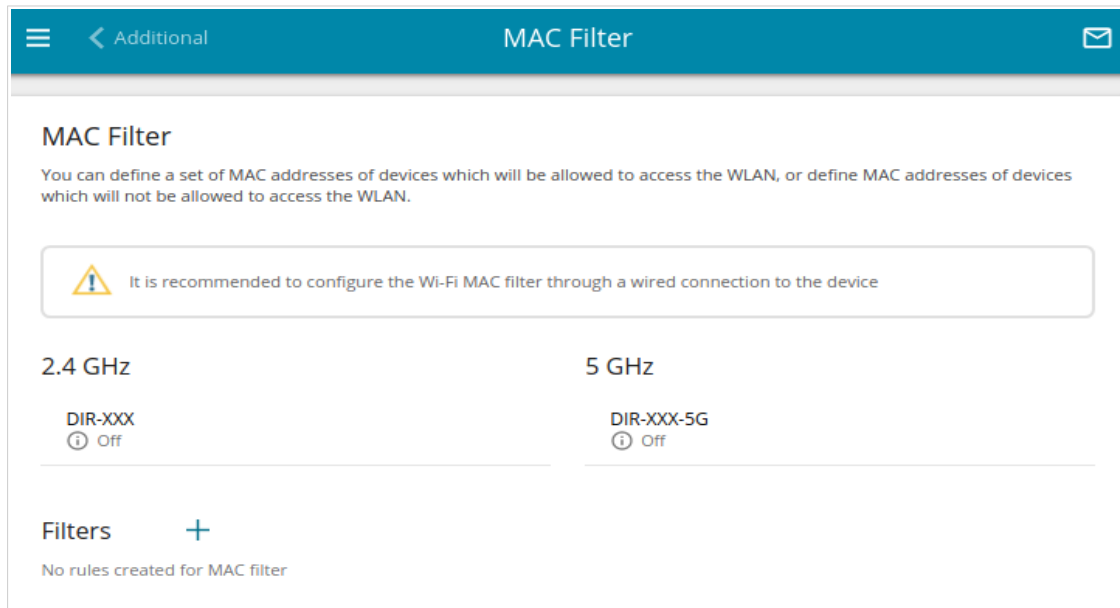 Additional
MAC Filter
MAC Filter
You can define a set of MAC addresses of devices which will be allowed to access the WLAN, or define MAC addresses of devices
which will not be allowed to access the WLAN.
It is recommended to configure the Wi-Fi MAC filter through a wired connection to the device
2.4 GHz
DIR-XXX
Off
5 GHz
DIR-XXX-5G
Off
Filters
No rules created for MAC filter